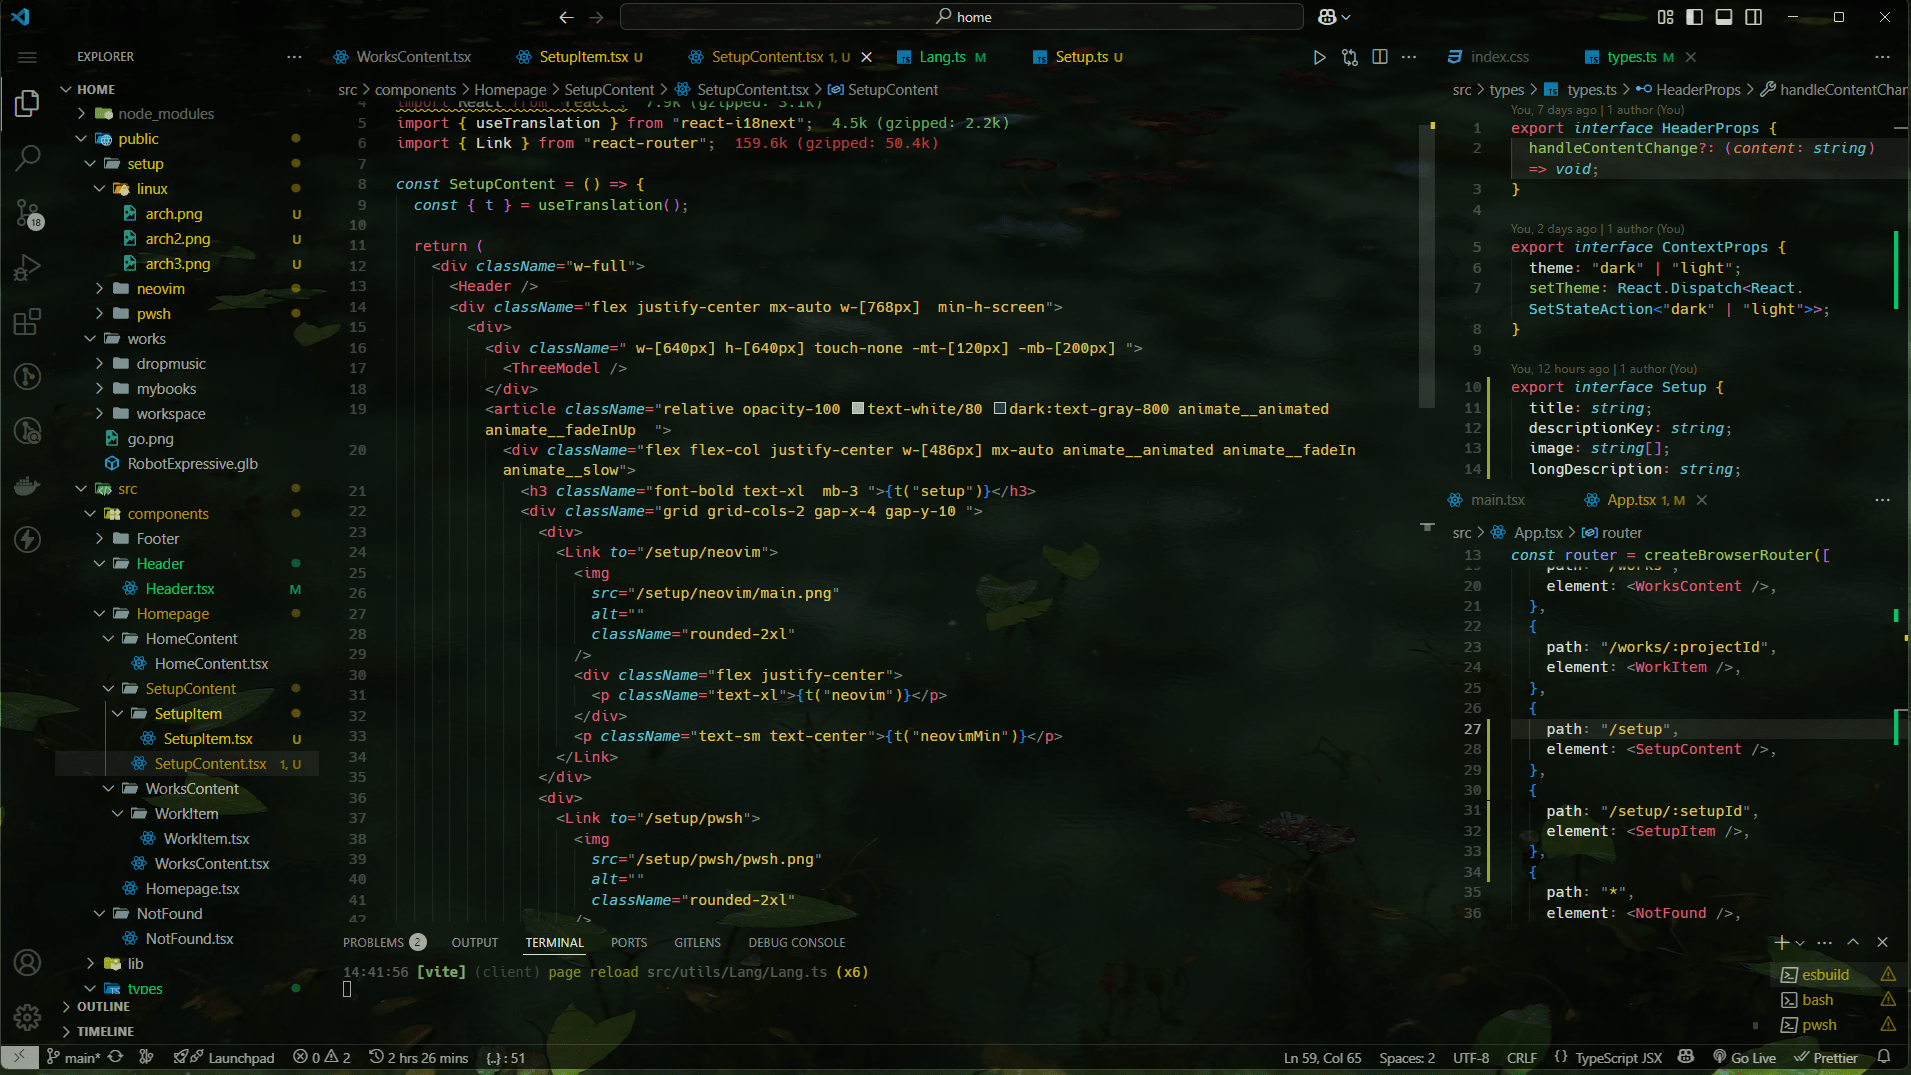 home
EXPLORER
HOME
node_modules
public
setup
linux
arch.png U
arch2.png U
arch3.png U
neovim
pwsh
works
dropmusic
mybooks
workspace
go.png
RobotExpressive.glb
src
components
Footer
Header
Header.tsx M
Homepage
HomeContent
HomeContent.tsx
SetupContent
SetupItem
SetupItem.tsx U
SetupContent.tsx 1, U
WorksContent
WorkItem
WorkItem.tsx
WorksContent.tsx
Homepage.tsx
NotFound
NotFound.tsx
lib
types
OUTLINE
TIMELINE
18
WorksContent.tsx SetupItem.tsx U SetupContent.tsx 1, U Lang.ts M Setup.ts U
src > components > Homepage > SetupContent > SetupContent.tsx > SetupContent
4 import React from "react"; 7.9k (gzipped: 3.1k)
5 import { useTranslation } from "react-i18next"; 4.5k (gzipped: 2.2k)
6 import { Link } from "react-router"; 159.6k (gzipped: 50.4k)
7
8 const SetupContent = () => {
9 const { t } = useTranslation();
10
11 return (
12 <div className="w-full">
13 <Header />
14 <div className="flex justify-center mx-auto w-[768px]  min-h-screen">
15 <div>
16 <div className=" w-[640px] h-[640px] touch-none -mt-[120px] -mb-[200px] ">
17 <ThreeModel />
18 </div>
19 <article className="relative opacity-100 text-white/80 dark:text-gray-800 animate__animated
animate__fadeInUp  ">
20 <div className="flex flex-col justify-center w-[486px] mx-auto animate__animated animate__fadeIn
animate__slow">
21 <h3 className="font-bold text-xl  mb-3 ">{t("setup")}</h3>
22 <div className="grid grid-cols-2 gap-x-4 gap-y-10 ">
23 <div>
24 <Link to="/setup/neovim">
25 <img
26 src="/setup/neovim/main.png"
27 alt=""
28 className="rounded-2xl"
29 />
30 <div className="flex justify-center">
31 <p className="text-xl">{t("neovim")}</p>
32 </div>
33 <p className="text-sm text-center">{t("neovimMin")}</p>
34 </Link>
35 </div>
36 <div>
37 <Link to="/setup/pwsh">
38 <img
39 src="/setup/pwsh/pwsh.png"
40 alt=""
41 className="rounded-2xl"
42 />
index.css types.ts M
src > types > types.ts > HeaderProps > handleContentChan
You, 7 days ago | 1 author (You)
1 export interface HeaderProps {
2 handleContentChange?: (content: string)
=> void;
3 }
4
You, 2 days ago | 1 author (You)
5 export interface ContextProps {
6 theme: "dark" | "light";
7 setTheme: React.Dispatch<React.
SetStateAction<"dark" | "light">>;
8 }
9
You, 12 hours ago | 1 author (You)
10 export interface Setup {
11 title: string;
12 descriptionKey: string;
13 image: string[];
14 longDescription: string;
main.tsx App.tsx 1, M
src > App.tsx > router
13 const router = createBrowserRouter([
19 path: "/works",
20 element: <WorksContent />,
21 },
22 {
23 path: "/works/:projectId",
24 element: <WorkItem />,
25 },
26 {
27 path: "/setup",
28 element: <SetupContent />,
29 },
30 {
31 path: "/setup/:setupId",
32 element: <SetupItem />,
33 },
34 {
35 path: "*",
36 element: <NotFound />,
PROBLEMS 2 OUTPUT TERMINAL PORTS GITLENS DEBUG CONSOLE
14:41:56 [vite] (client) page reload src/utils/Lang/Lang.ts (x6)
esbuild
bash
pwsh
main* Launchpad 0 2 2 hrs 26 mins {..} : 51 Ln 59, Col 65 Spaces: 2 UTF-8 CRLF {} TypeScript JSX Go Live Prettier